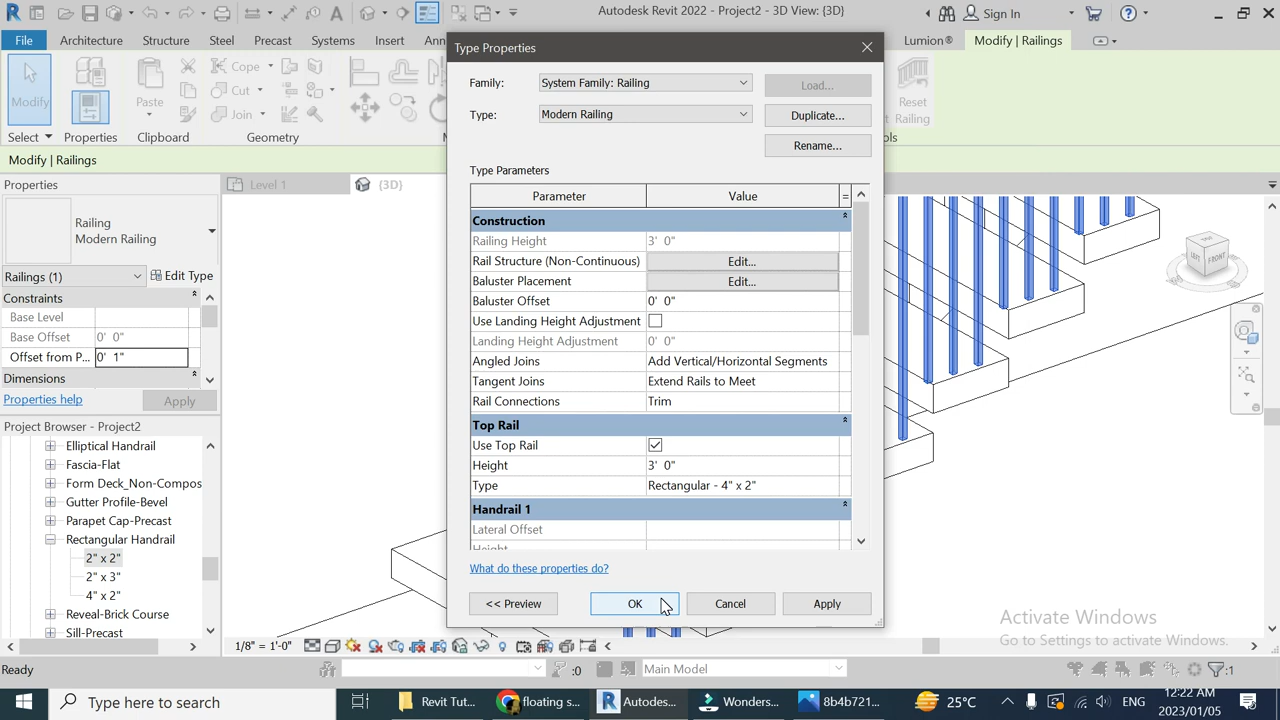 Autodesk Revit 2022 - Project2 - 3D View: {3D}
Sign In
File Architecture Structure Steel Precast Systems Insert Ann Lumion® Modify | Railings
Modify Paste Cope Cut Join Reset
Railing
Select Properties Clipboard Geometry M ols
Modify | Railings
Properties
Level 1 {3D}
Railing
Modern Railing
Railings (1) Edit Type
Constraints
Base Level
Base Offset 0' 0"
Offset from P... 0' 1"
Dimensions
Properties help Apply
Project Browser - Project2
Elliptical Handrail
Fascia-Flat
Form Deck_Non-Compos
Gutter Profile-Bevel
Parapet Cap-Precast
Rectangular Handrail
2" x 2"
2" x 3"
4" x 2"
Reveal-Brick Course
Sill-Precast
Type Properties
Family: System Family: Railing Load...
Type: Modern Railing Duplicate...
Rename...
Type Parameters
Parameter Value =
Construction
Railing Height 3' 0"
Rail Structure (Non-Continuous) Edit...
Baluster Placement Edit...
Baluster Offset 0' 0"
Use Landing Height Adjustment
Landing Height Adjustment 0' 0"
Angled Joins Add Vertical/Horizontal Segments
Tangent Joins Extend Rails to Meet
Rail Connections Trim
Top Rail
Use Top Rail
Height 3' 0"
Type Rectangular - 4" x 2"
Handrail 1
Lateral Offset
Height
What do these properties do?
<< Preview OK Cancel Apply
TOP
LEFT FRONT
Activate Windows
Go to Settings to activate Windows.
1/8" = 1'-0"
Ready :0 Main Model :1
Type here to search Revit Tut... floating s... Autodes... Wonders... 8b4b721... 25°C ENG 12:22 AM
2023/01/05